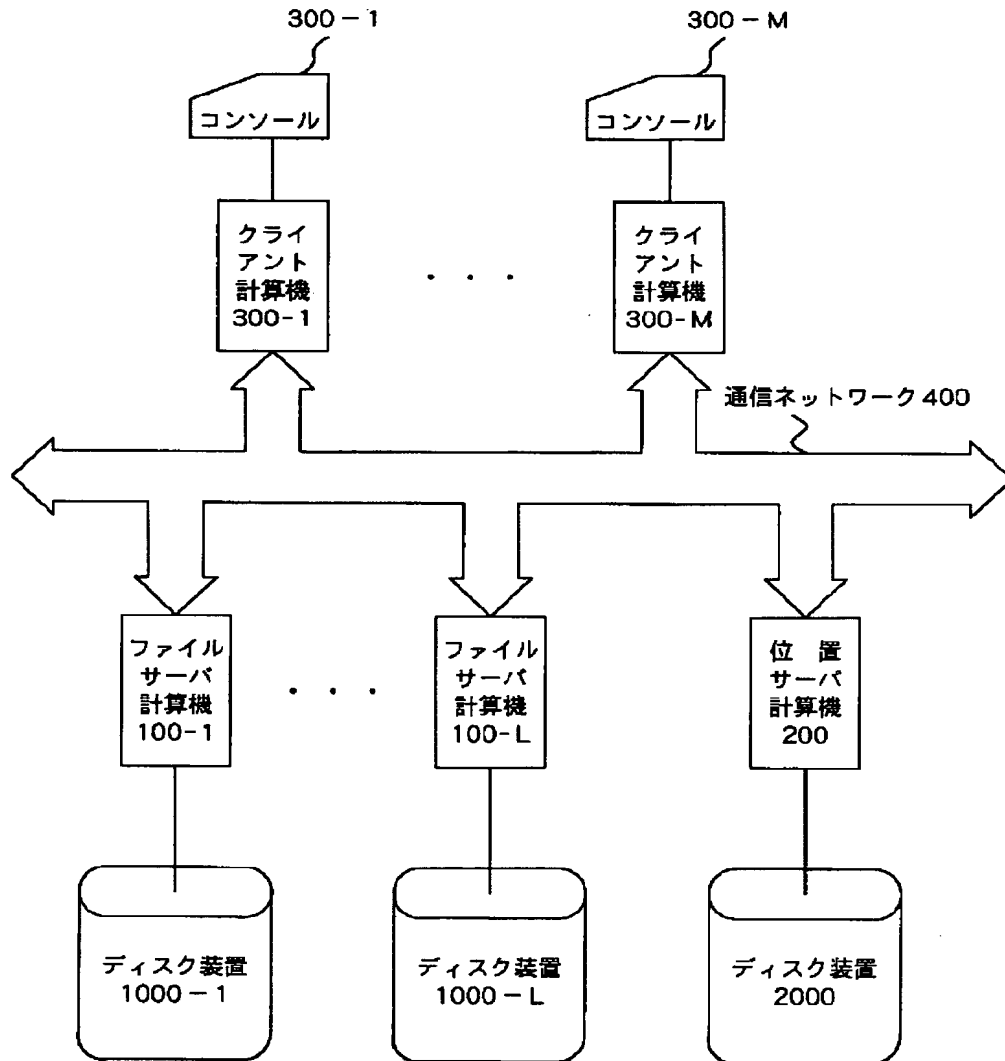 300-1
300-M
コンソール
コンソール
クライ
アント
計算機
300-1
・・・
クライ
アント
計算機
300-M
通信ネットワーク400
ファイル
サーバ
計算機
100-1
・・・
ファイル
サーバ
計算機
100-L
位 置
サーバ
計算機
200
ディスク装置
1000-1
ディスク装置
1000-L
ディスク装置
2000